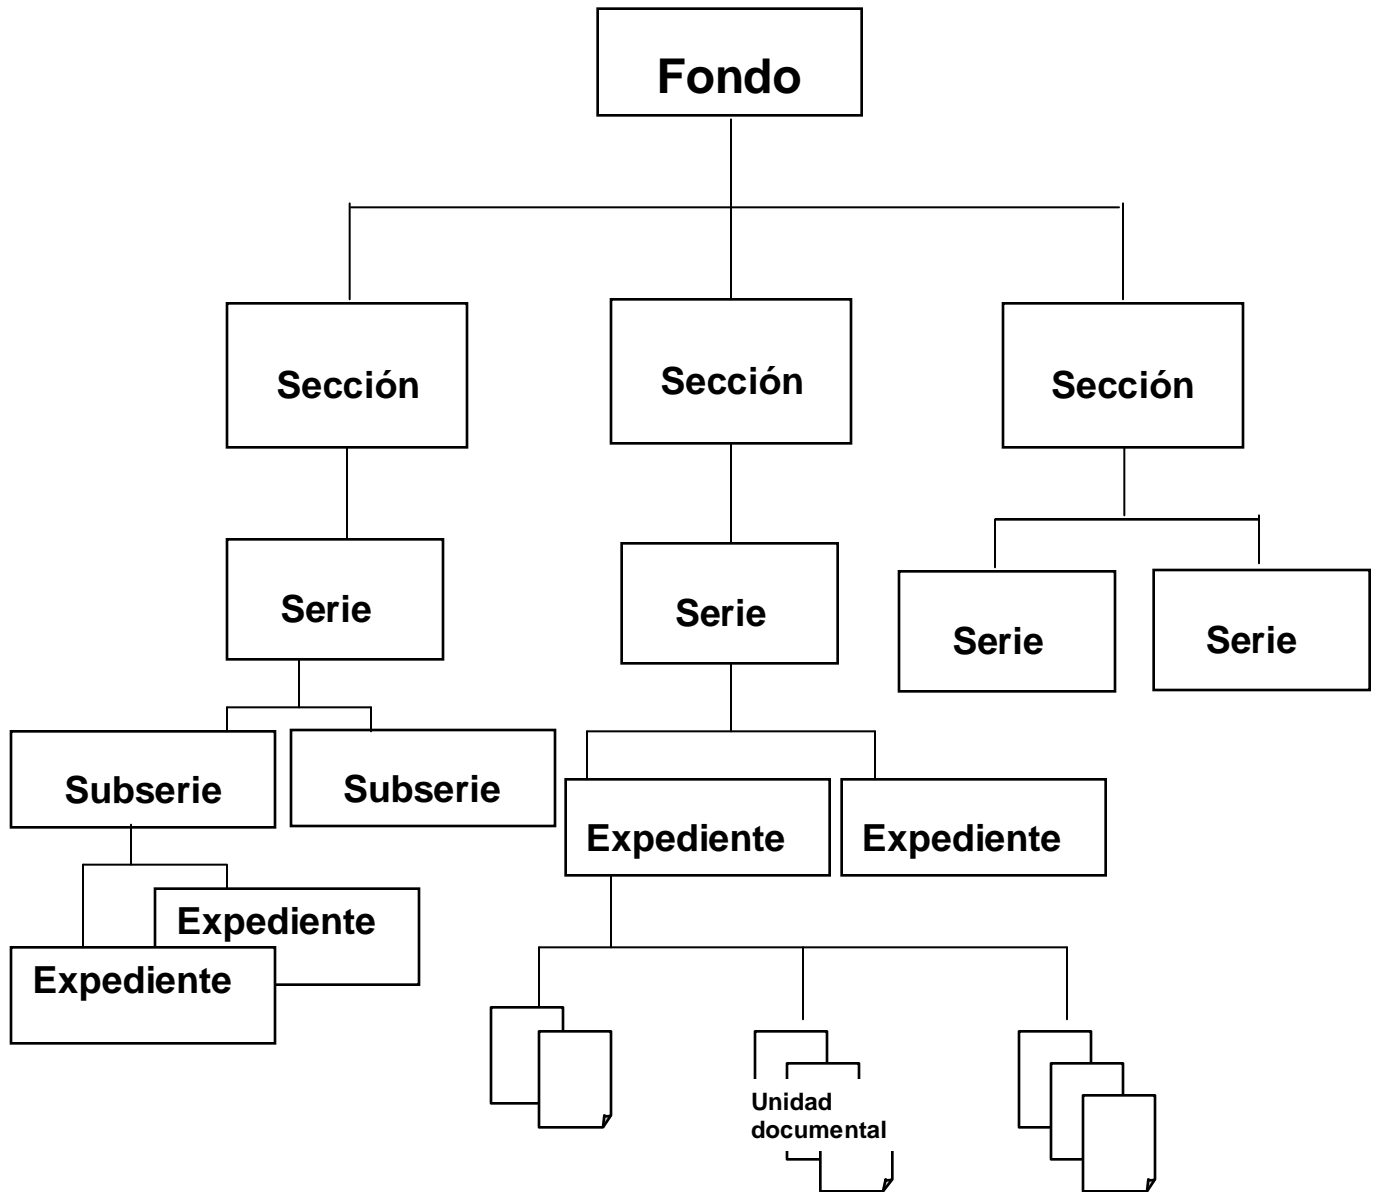 Fondo
Sección
Sección
Sección
Serie
Serie
Serie
Serie
Subserie
Subserie
Expediente
Expediente
Expediente
Expediente
Unidad
documental